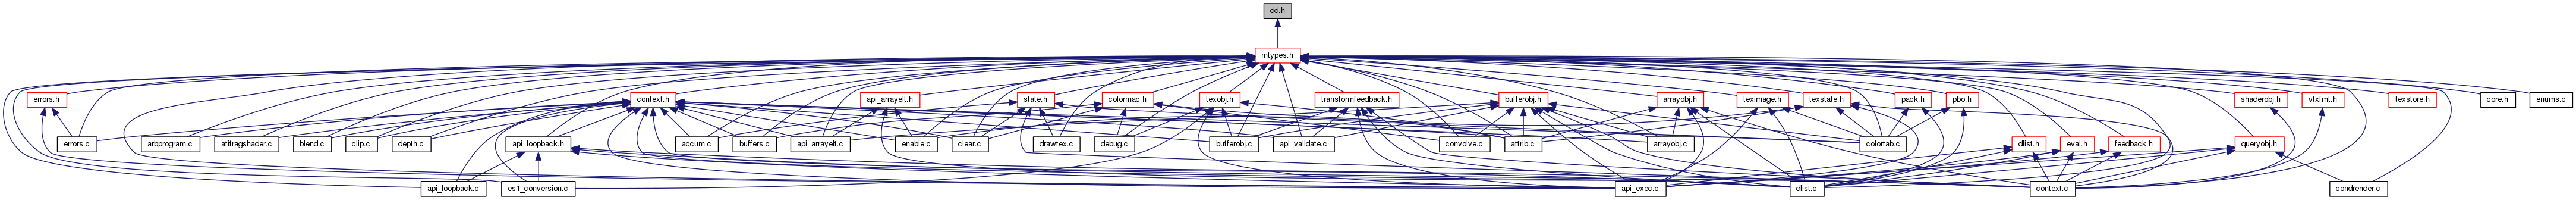 dd.h
mtypes.h
errors.h
context.h
api_arrayelt.h
state.h
colormac.h
texobj.h
transformfeedback.h
bufferobj.h
arrayobj.h
teximage.h
texstate.h
pack.h
pbo.h
shaderobj.h
vtxfmt.h
texstore.h
core.h
enums.c
errors.c
arbprogram.c
atifragshader.c
blend.c
clip.c
depth.c
api_loopback.h
accum.c
buffers.c
api_arrayelt.c
enable.c
clear.c
drawtex.c
debug.c
bufferobj.c
api_validate.c
convolve.c
attrib.c
arrayobj.c
colortab.c
dlist.h
eval.h
feedback.h
queryobj.h
api_loopback.c
es1_conversion.c
api_exec.c
dlist.c
context.c
condrender.c